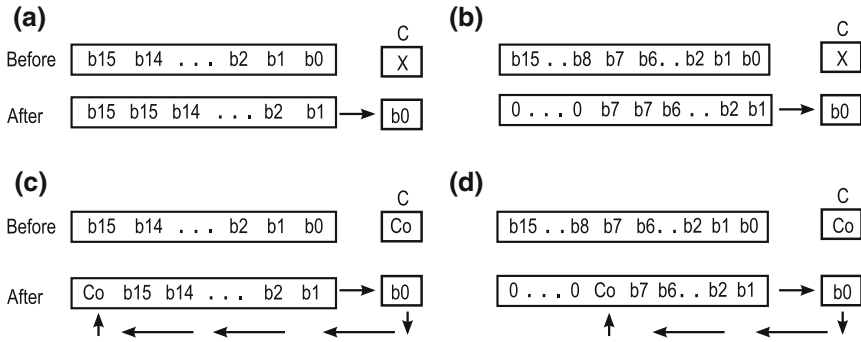 (a) (b)
C C
Before b15 b14 . . . b2 b1 b0 X b15 . . b8 b7 b6 . . b2 b1 b0 X
After b15 b15 b14 . . . b2 b1 b0 0 . . . 0 b7 b7 b6 . . b2 b1 b0
(c) (d)
C C
Before b15 b14 . . . b2 b1 b0 Co b15 . . b8 b7 b6 . . b2 b1 b0 Co
After Co b15 b14 . . . b2 b1 b0 0 . . . 0 Co b7 b6 . . b2 b1 b0